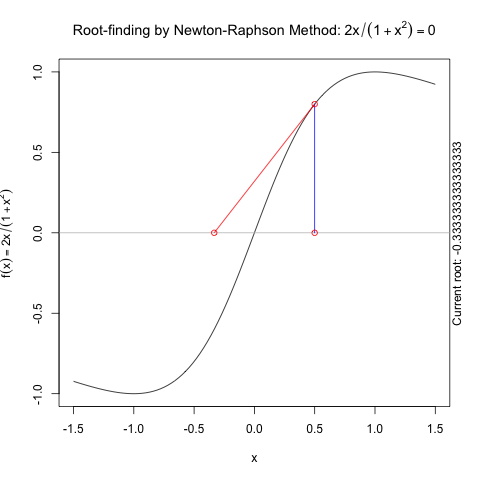 Root-finding by Newton-Raphson Method: 2x/(1+x²) = 0
f(x) = 2x/(1+x²)
1.0
0.5
0.0
-0.5
-1.0
Current root: -0.333333333333333
-1.5 -1.0 -0.5 0.0 0.5 1.0 1.5
x